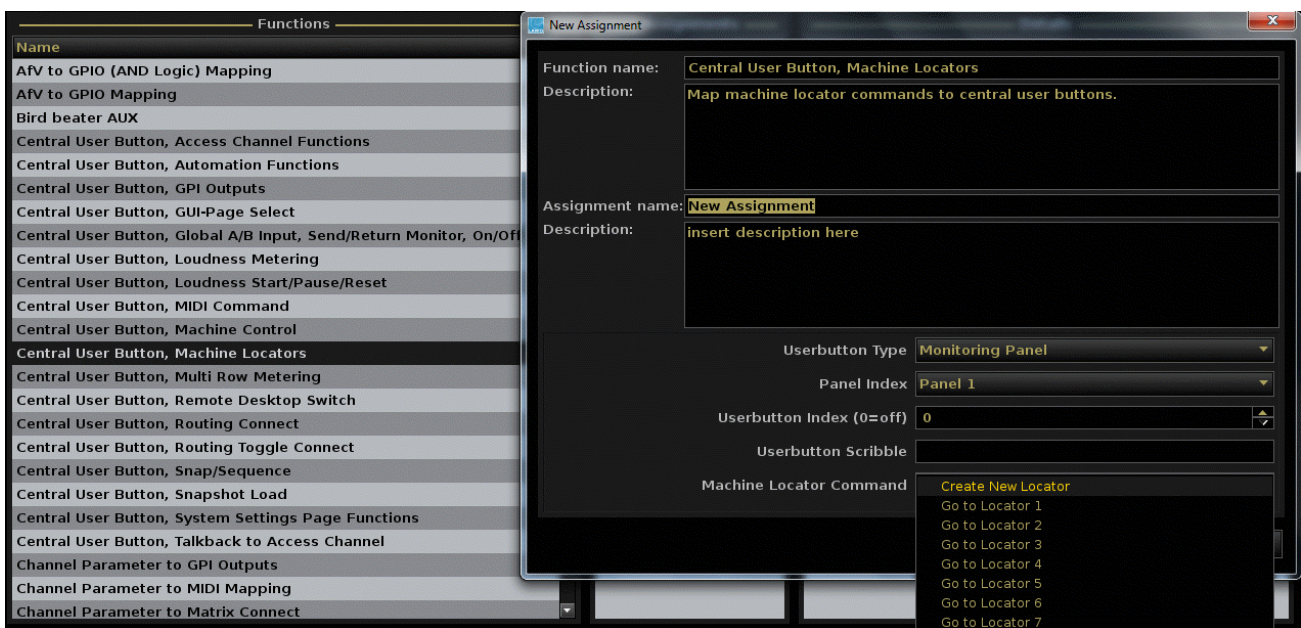 Functions
Name
AfV to GPIO (AND Logic) Mapping
AfV to GPIO Mapping
Bird beater AUX
Central User Button, Access Channel Functions
Central User Button, Automation Functions
Central User Button, GPI Outputs
Central User Button, GUI-Page Select
Central User Button, Global A/B Input, Send/Return Monitor, On/Off
Central User Button, Loudness Metering
Central User Button, Loudness Start/Pause/Reset
Central User Button, MIDI Command
Central User Button, Machine Control
Central User Button, Machine Locators
Central User Button, Multi Row Metering
Central User Button, Remote Desktop Switch
Central User Button, Routing Connect
Central User Button, Routing Toggle Connect
Central User Button, Snap/Sequence
Central User Button, Snapshot Load
Central User Button, System Settings Page Functions
Central User Button, Talkback to Access Channel
Channel Parameter to GPI Outputs
Channel Parameter to MIDI Mapping
Channel Parameter to Matrix Connect
New Assignment
Function name: Central User Button, Machine Locators
Description: Map machine locator commands to central user buttons.
Assignment name: New Assignment
Description: insert description here
Userbutton Type Monitoring Panel
Panel Index Panel 1
Userbutton Index (0=off) 0
Userbutton Scribble
Machine Locator Command Create New Locator
Go to Locator 1
Go to Locator 2
Go to Locator 3
Go to Locator 4
Go to Locator 5
Go to Locator 6
Go to Locator 7